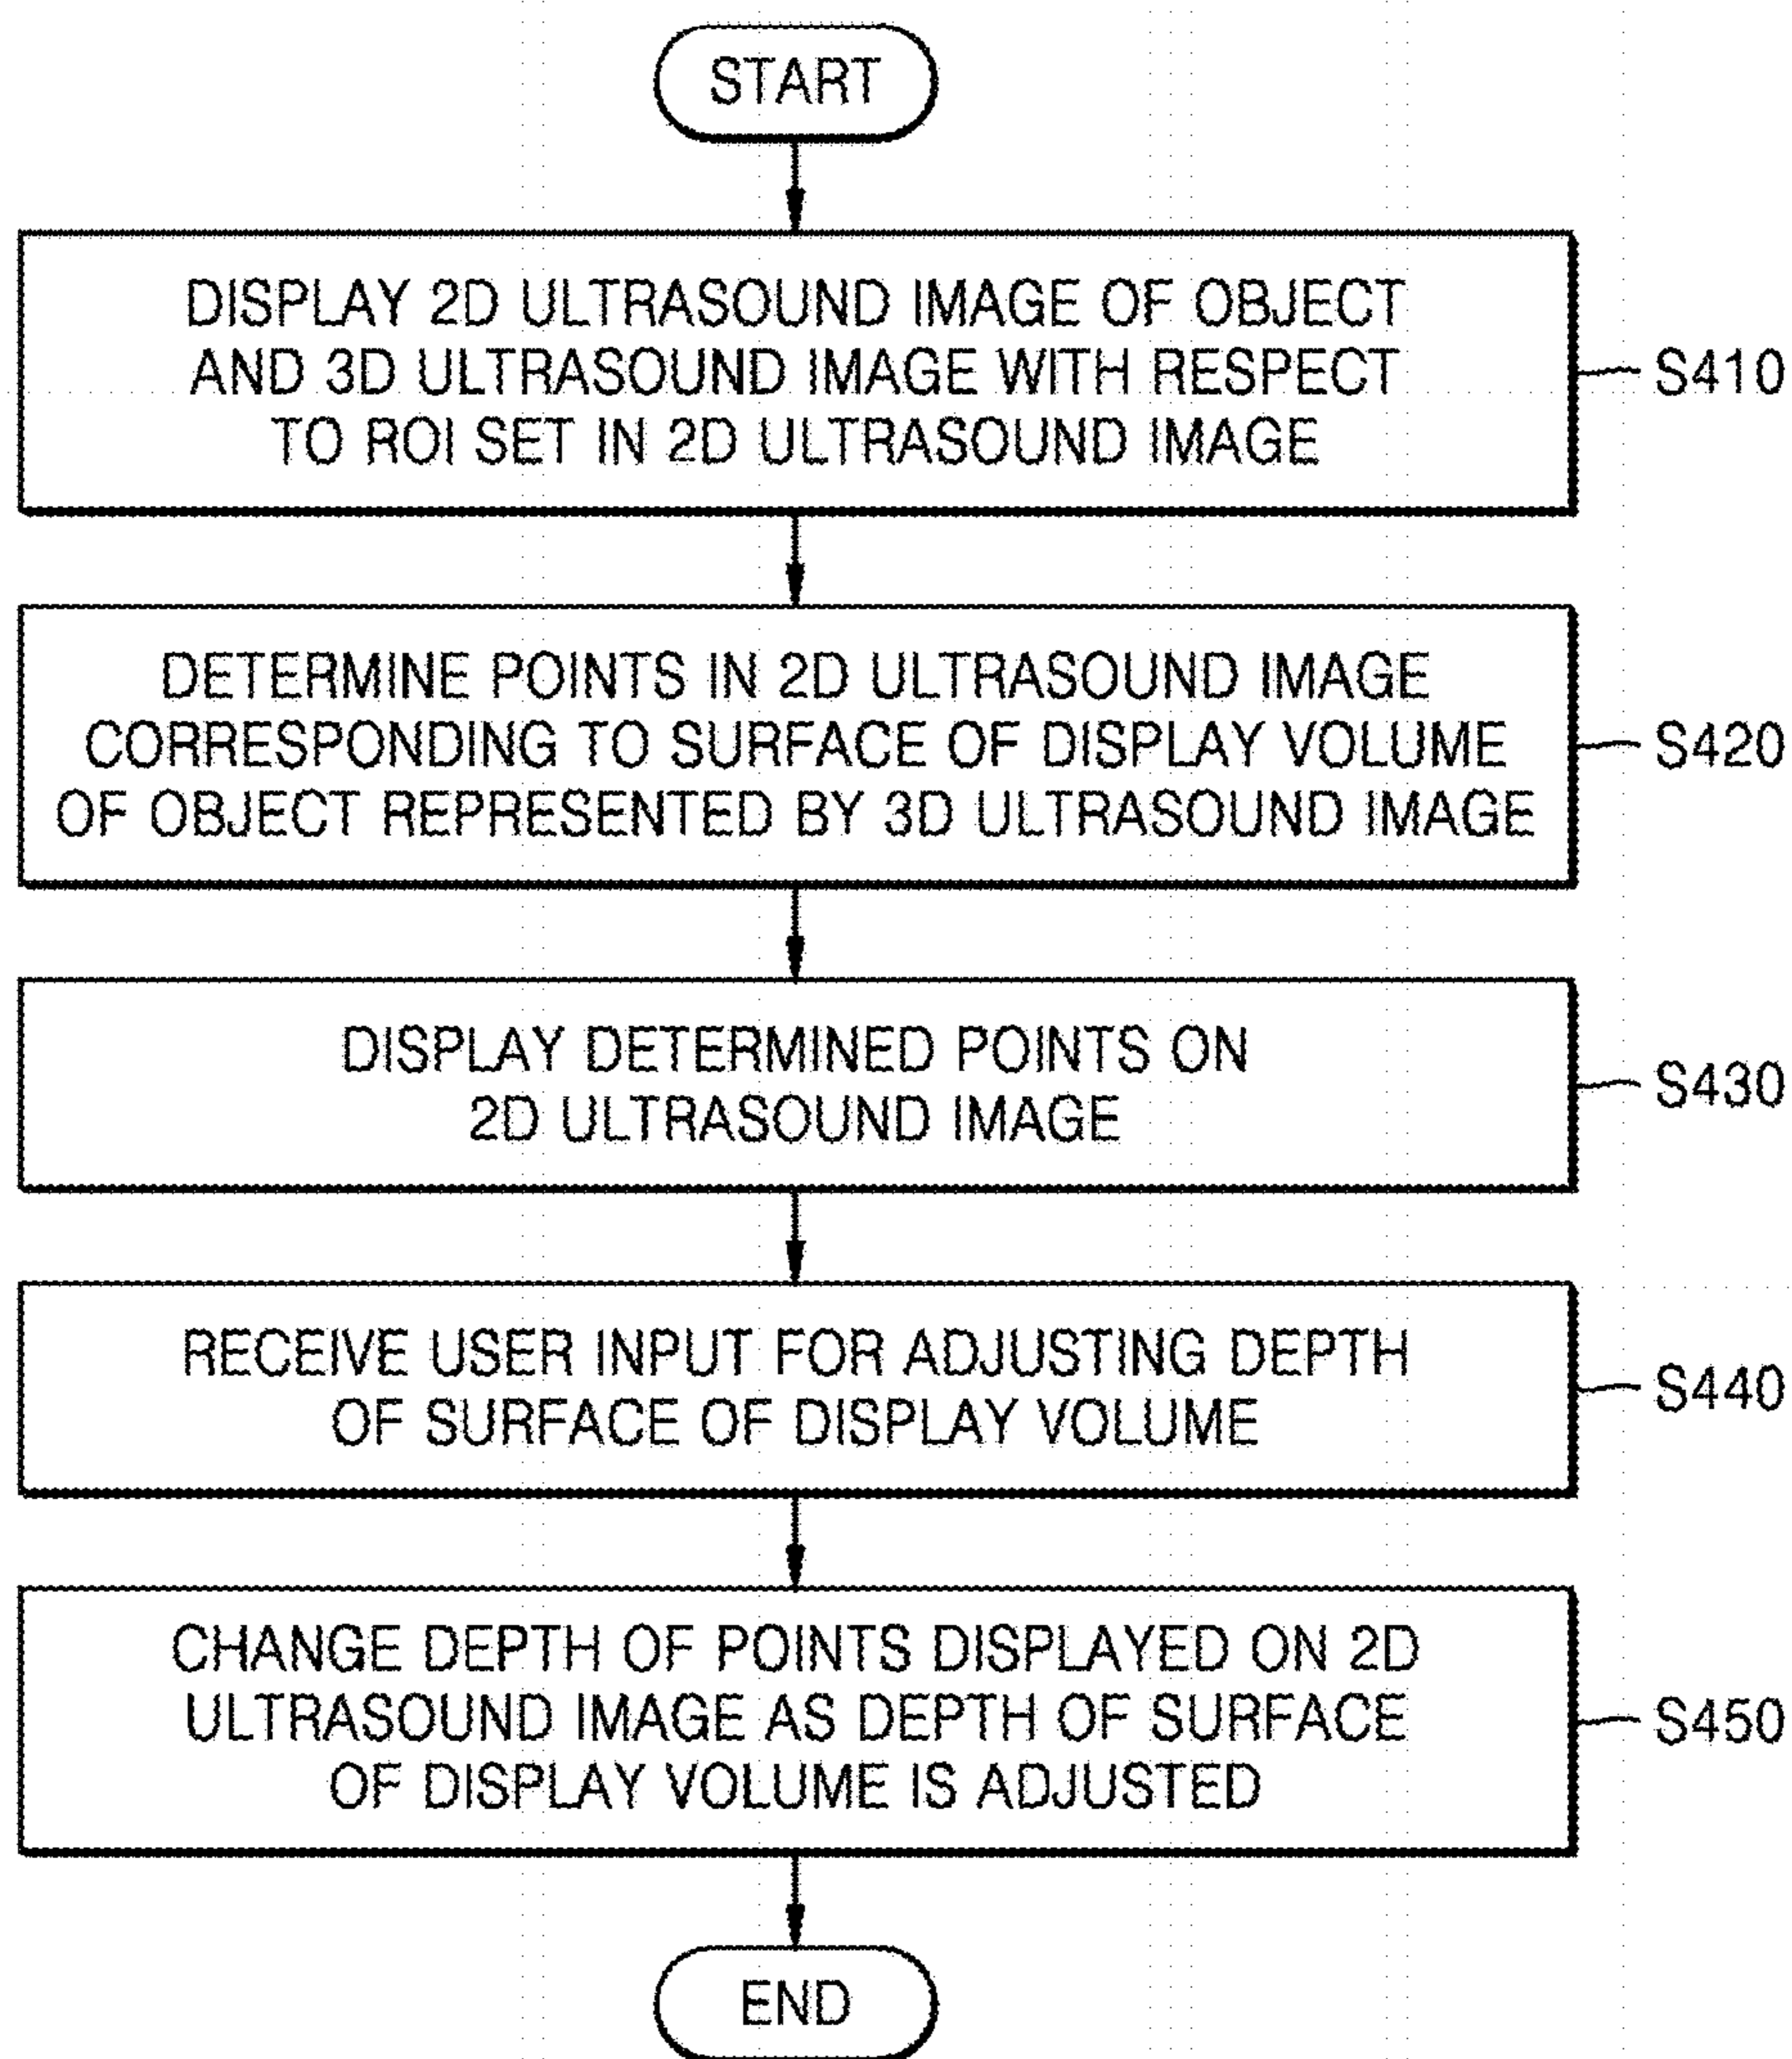 START
DISPLAY 2D ULTRASOUND IMAGE OF OBJECT
AND 3D ULTRASOUND IMAGE WITH RESPECT
TO ROI SET IN 2D ULTRASOUND IMAGE
S410
DETERMINE POINTS IN 2D ULTRASOUND IMAGE
CORRESPONDING TO SURFACE OF DISPLAY VOLUME
OF OBJECT REPRESENTED BY 3D ULTRASOUND IMAGE
S420
DISPLAY DETERMINED POINTS ON
2D ULTRASOUND IMAGE
S430
RECEIVE USER INPUT FOR ADJUSTING DEPTH
OF SURFACE OF DISPLAY VOLUME
S440
CHANGE DEPTH OF POINTS DISPLAYED ON 2D
ULTRASOUND IMAGE AS DEPTH OF SURFACE
OF DISPLAY VOLUME IS ADJUSTED
S450
END